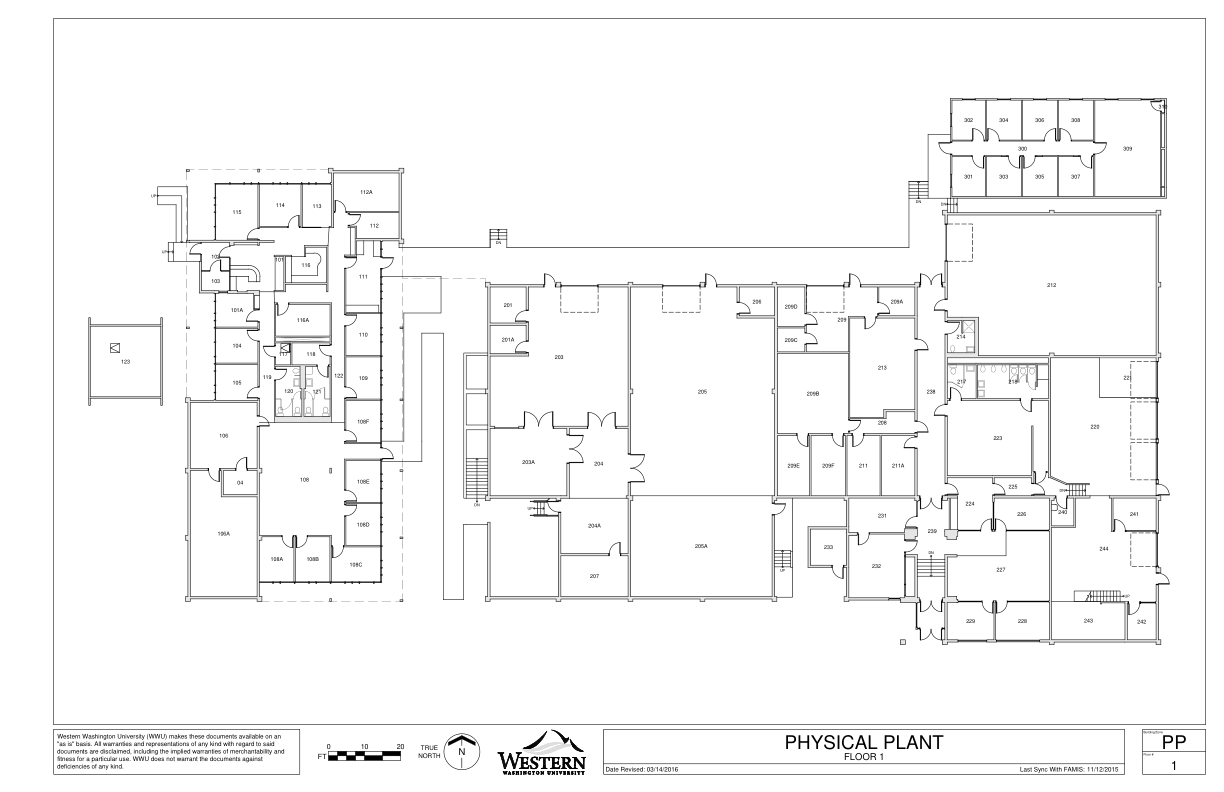 302
304
306
308
310
300
309
301
303
305
307
DN
DN
112A
UP
115
114
113
112
UP
102
101
103
116
111
DN
212
101A
116A
110
104
117
118
105
119
122
109
120
121
123
106
108F
04
108
108E
106A
108D
108A
108B
108C
201
201A
203
206
205
209D
209
209A
209C
213
238
214
209B
208
217
218
221
220
223
203A
204
209E
209F
211
211A
DN
UP
204A
207
205A
UP
233
231
232
239
DN
224
225
226
DN
240
241
244
227
UP
229
228
243
242
Western Washington University (WWU) makes these documents available on an
"as is" basis. All warranties and representations of any kind with regard to said
documents are disclaimed, including the implied warranties of merchantability and
fitness for a particular use. WWU does not warrant the documents against
deficiencies of any kind.
FT
0 10 20
TRUE
NORTH
N
WESTERN
WASHINGTON UNIVERSITY
PHYSICAL PLANT
FLOOR 1
Date Revised: 03/14/2016
Last Sync With FAMIS: 11/12/2015
PP
Floor #
1